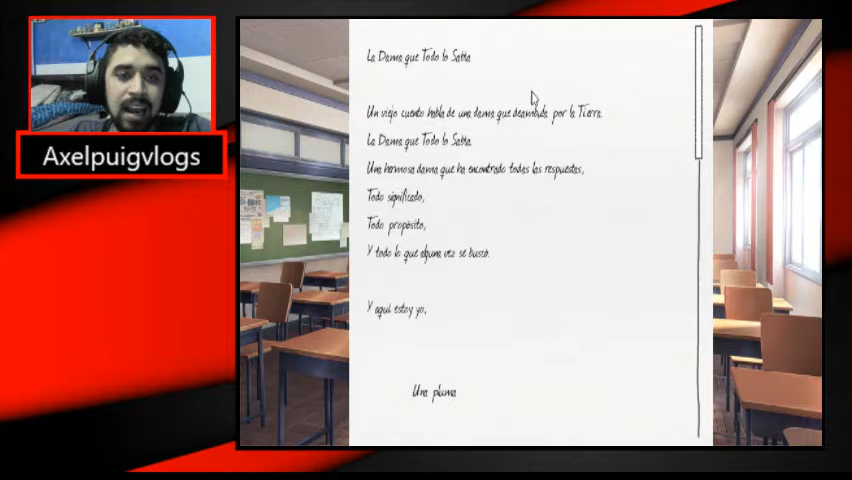 Axelpuigvlogs
La Dama que Todo lo Sabía
Un viejo cuento habla de una dama que deambula por la Tierra.
La Dama que Todo lo Sabía.
Una hermosa dama que ha encontrado todas las respuestas,
Todo significado,
Todo propósito,
Y todo lo que alguna vez se buscó.
Y aquí estoy yo,
Una pluma